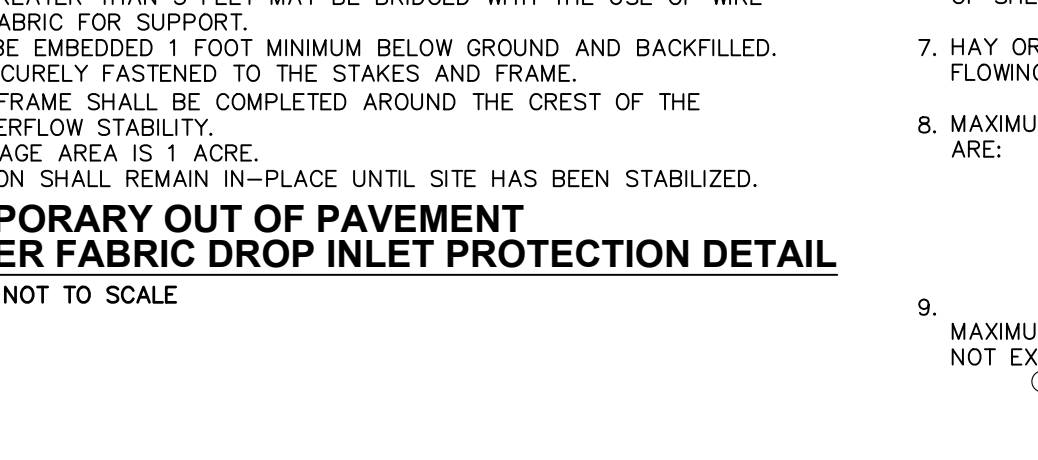 THAN 3 FEET MAY BE BRIDGED WITH THE USE OF WIRE
ABRIC FOR SUPPORT.
BE EMBEDDED 1 FOOT MINIMUM BELOW GROUND AND BACKFILLED.
CURELY FASTENED TO THE STAKES AND FRAME.
FRAME SHALL BE COMPLETED AROUND THE CREST OF THE
ERFLOW STABILITY.
AGE AREA IS 1 ACRE.
ON SHALL REMAIN IN-PLACE UNTIL SITE HAS BEEN STABILIZED.
PORARY OUT OF PAVEMENT
ER FABRIC DROP INLET PROTECTION DETAIL
NOT TO SCALE
OF SHE
7. HAY OR
FLOWING
8. MAXIMU
ARE:
9.
MAXIMU
NOT EX